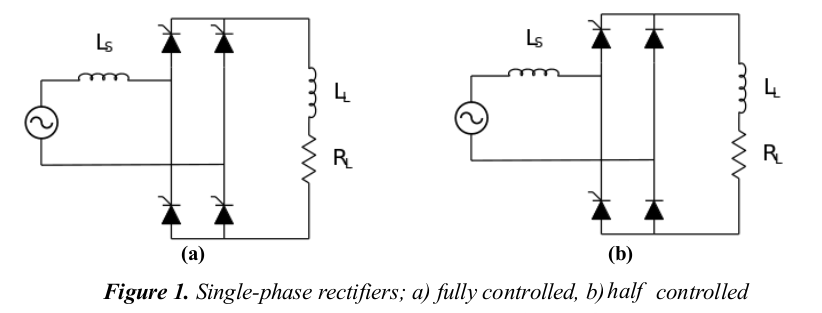 Ls Ls
LL LL
RL RL
(a) (b)
Figure 1. Single-phase rectifiers; a) fully controlled, b) half controlled